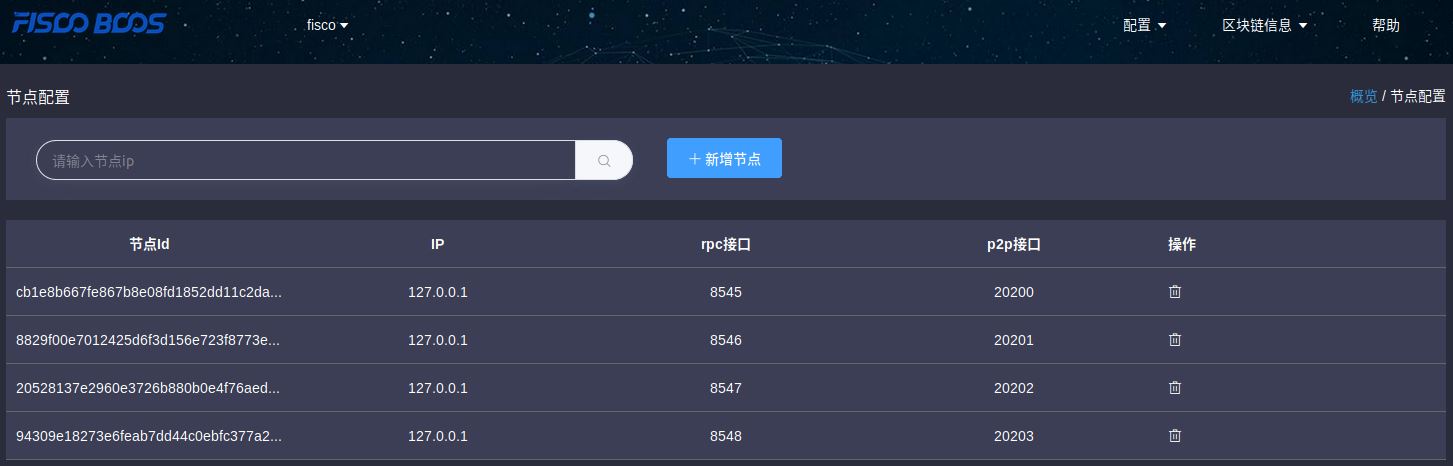 FISCO BCOS fisco 配置 区块链信息 帮助
节点配置 概览 / 节点配置
请输入节点ip 新增节点
节点Id IP rpc接口 p2p接口 操作
cb1e8b667fe867b8e08fd1852dd11c2da... 127.0.0.1 8545 20200
8829f00e7012425d6f3d156e723f8773e... 127.0.0.1 8546 20201
20528137e2960e3726b880b0e4f76aed... 127.0.0.1 8547 20202
94309e18273e6feab7dd44c0ebfc377a2... 127.0.0.1 8548 20203